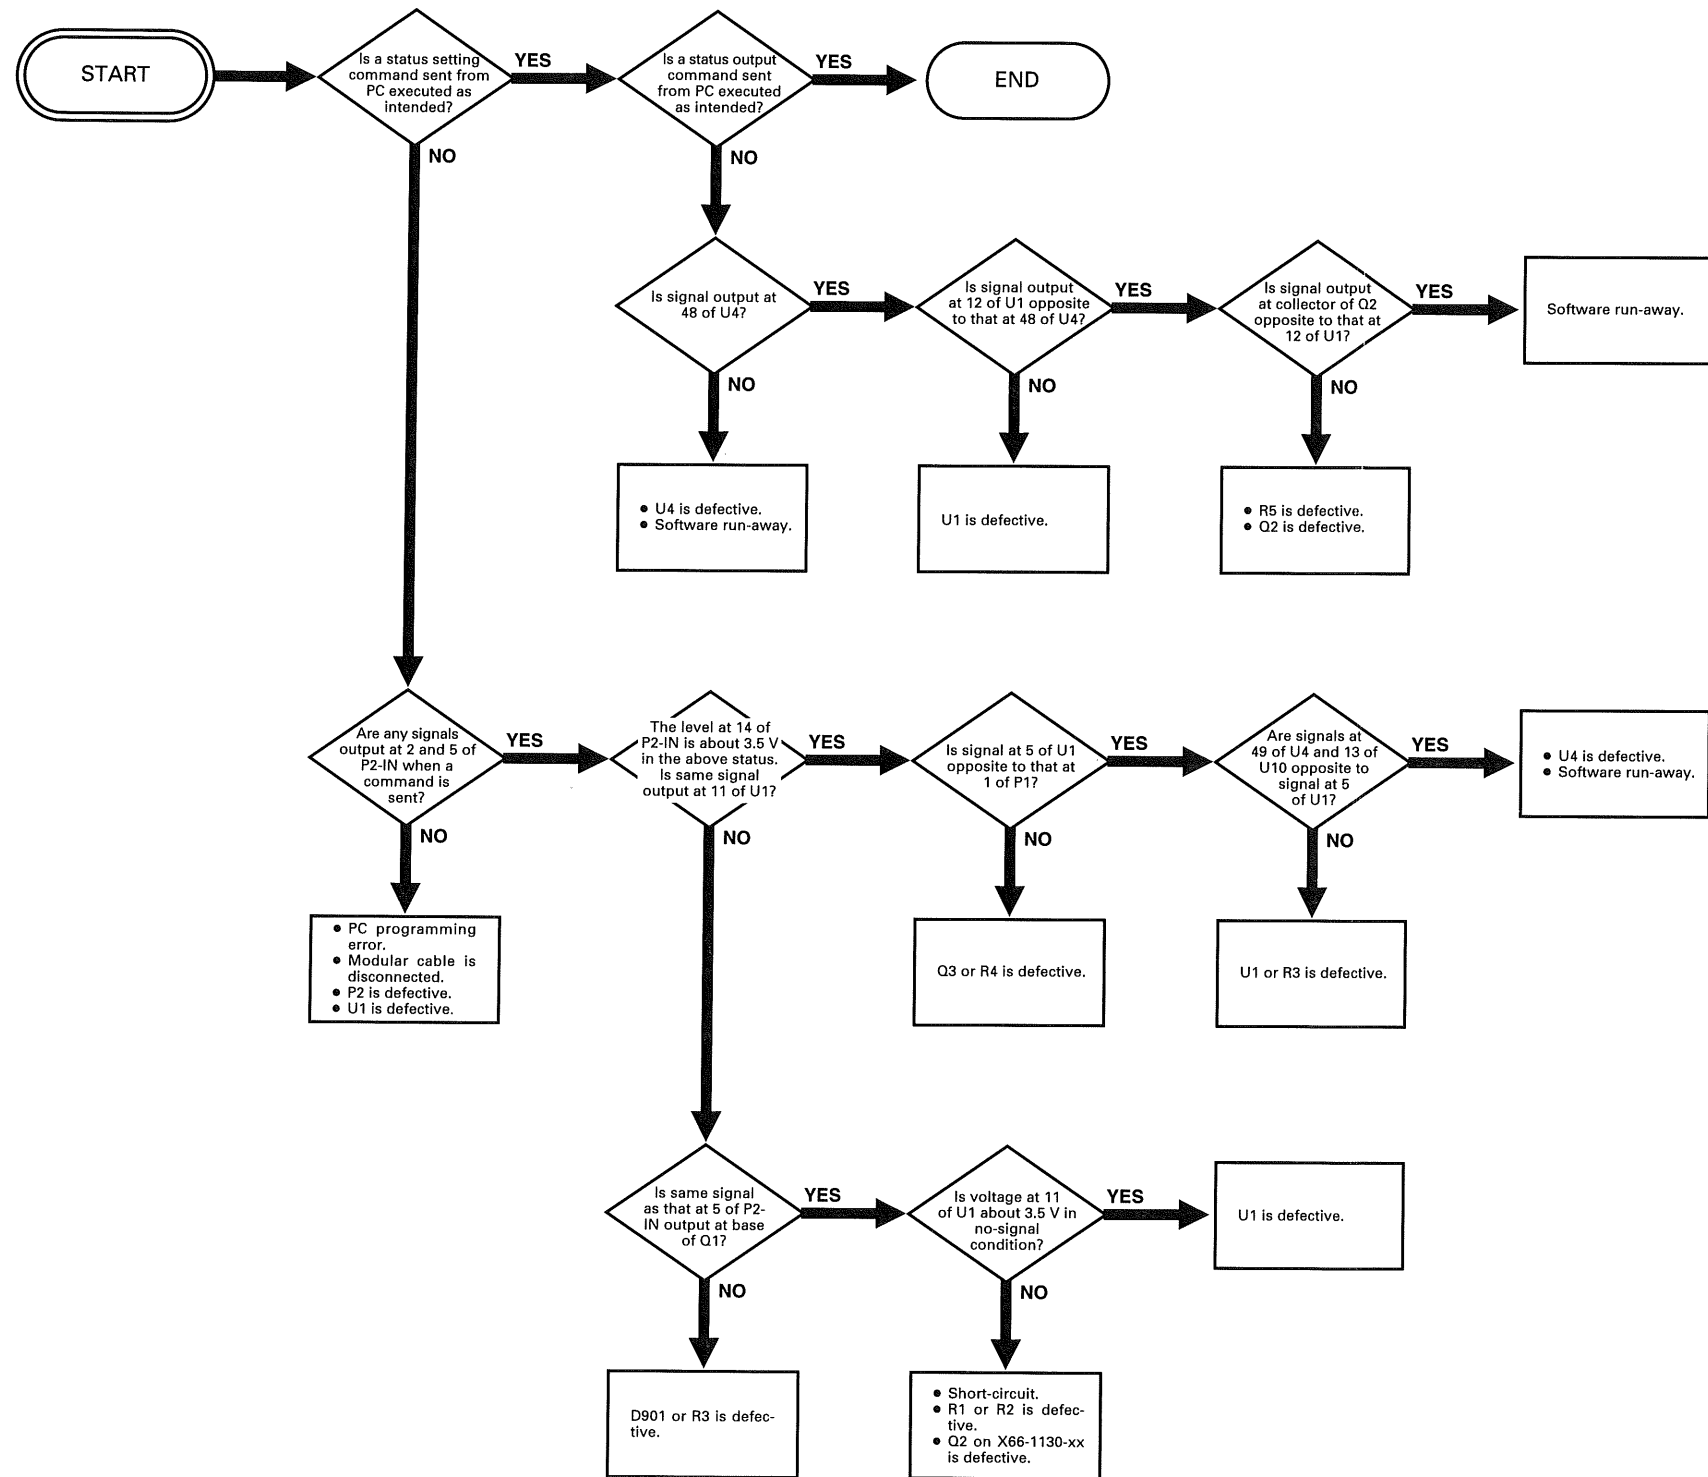 START
Is a status setting
command sent from
PC executed as
intended?
YES
Is a status output
command sent
from PC executed
as intended?
YES
END
NO
NO
Is signal output at
48 of U4?
YES
Is signal output
at 12 of U1 opposite
to that at 48 of U4?
YES
Is signal output
at collector of Q2
opposite to that at
12 of U1?
YES
Software run-away.
NO
NO
NO
● U4 is defective.
● Software run-away.
U1 is defective.
● R5 is defective.
● Q2 is defective.
Are any signals
output at 2 and 5 of
P2-IN when a
command is
sent?
YES
The level at 14 of
P2-IN is about 3.5 V
in the above status.
Is same signal
output at 11 of U1?
YES
Is signal at 5 of U1
opposite to that at
1 of P1?
YES
Are signals at
49 of U4 and 13 of
U10 opposite to
signal at 5
of U1?
YES
● U4 is defective.
● Software run-away.
NO
NO
NO
NO
● PC programming
error.
● Modular cable is
disconnected.
● P2 is defective.
● U1 is defective.
Q3 or R4 is defective.
U1 or R3 is defective.
Is same signal
as that at 5 of P2-
IN output at base
of Q1?
YES
Is voltage at 11
of U1 about 3.5 V in
no-signal
condition?
YES
U1 is defective.
NO
NO
D901 or R3 is defec-
tive.
● Short-circuit.
● R1 or R2 is defec-
tive.
● Q2 on X66-1130-xx
is defective.